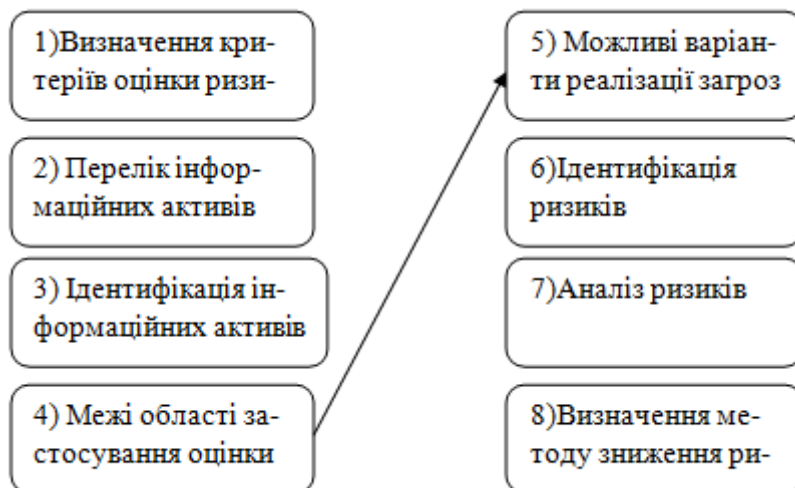 1)Визначення кри-
теріїв оцінки ризи-
2) Перелік інфор-
маційних активів
3) Ідентифікація ін-
формаційних активів
4) Межі області за-
стосування оцінки
5) Можливі варіан-
ти реалізації загроз
6)Ідентифікація
ризиків
7)Аналіз ризиків
8)Визначення ме-
тоду зниження ри-